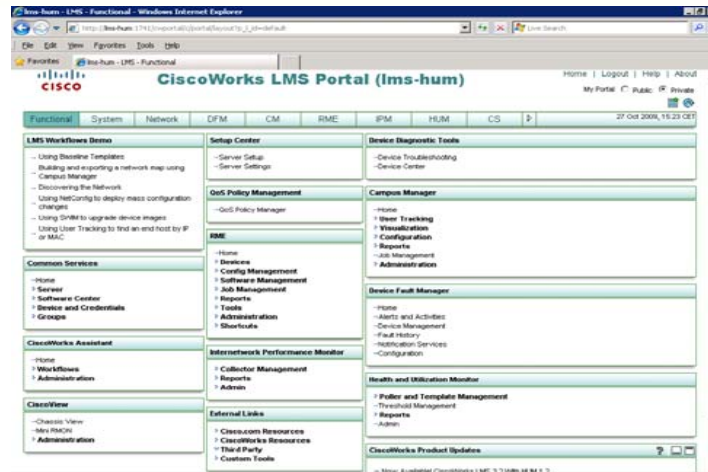 lms-hum - LMS - Functional - Windows Internet Explorer
Live Search
File Edit View Favorites Tools Help
Favorites lms-hum - LMS - Functional
CISCO
CiscoWorks LMS Portal (lms-hum)
Home | Logout | Help | About
My Portal Public Private
Functional System Network DFM CM RME IPM HUM CS
27 Oct 2009, 15:23 CET
LMS Workflows Demo
Using Baseline Templates
Building and exporting a network map using
Campus Manager
Discovering the Network
Using NetConfig to deploy mass configuration
changes
Using SWIM to upgrade device images
Using User Tracking to find an end host by IP
or MAC
Common Services
Home
Server
Software Center
Device and Credentials
Groups
CiscoWorks Assistant
Home
Workflows
Administration
CiscoView
Chassis View
Mini RMON
Administration
Setup Center
Server Setup
Server Settings
QoS Policy Management
QoS Policy Manager
RME
Home
Devices
Config Management
Software Management
Job Management
Reports
Tools
Administration
Shortcuts
Internetwork Performance Monitor
Collector Management
Reports
Admin
External Links
Cisco.com Resources
CiscoWorks Resources
Third Party
Custom Tools
Device Diagnostic Tools
Device Troubleshooting
Device Center
Campus Manager
Home
User Tracking
Visualization
Configuration
Reports
Job Management
Administration
Device Fault Manager
Home
Alerts and Activities
Device Management
Fault History
Notification Services
Configuration
Health and Utilization Monitor
Poller and Template Management
Threshold Management
Reports
Admin
CiscoWorks Product Updates